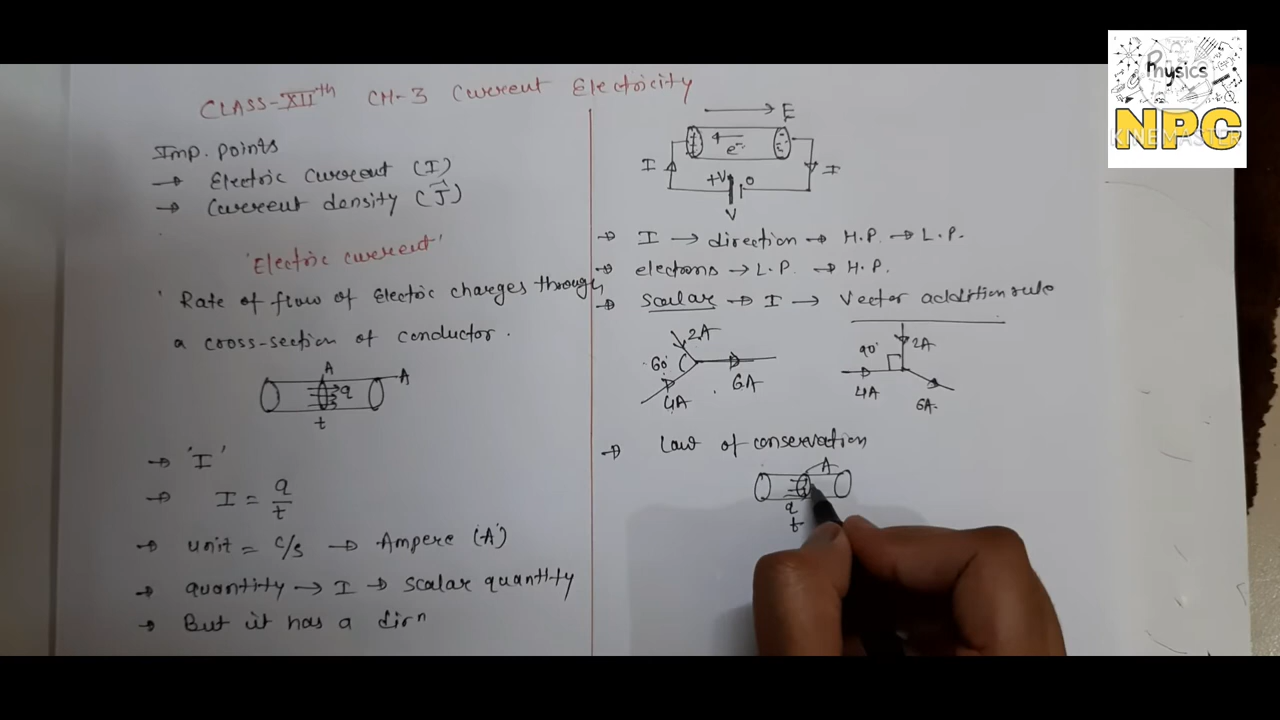 Physics
NPC
KINEMASTER
CLASS-XIIth CH-3 Current Electricity
Imp. points
→ Electric Current (I)
→ Current density (J⃗)
'Electric current'
Rate of flow of Electric charges through
a cross-section of conductor.
A
A
q
t
→ 'I'
→ I = q/t
→ unit = C/s → Ampere (A)
→ quantity → I → scalar quantity
→ But it has a dirn
→ E
e-
I
I
+V
0
V
→ I → direction → H.P. → L.P.
→ electrons → L.P. → H.P.
→ scalar → I → Vector addition rule
2A
60°
6A
4A
90°
2A
4A
6A
→ Law of conservation
A
q
t